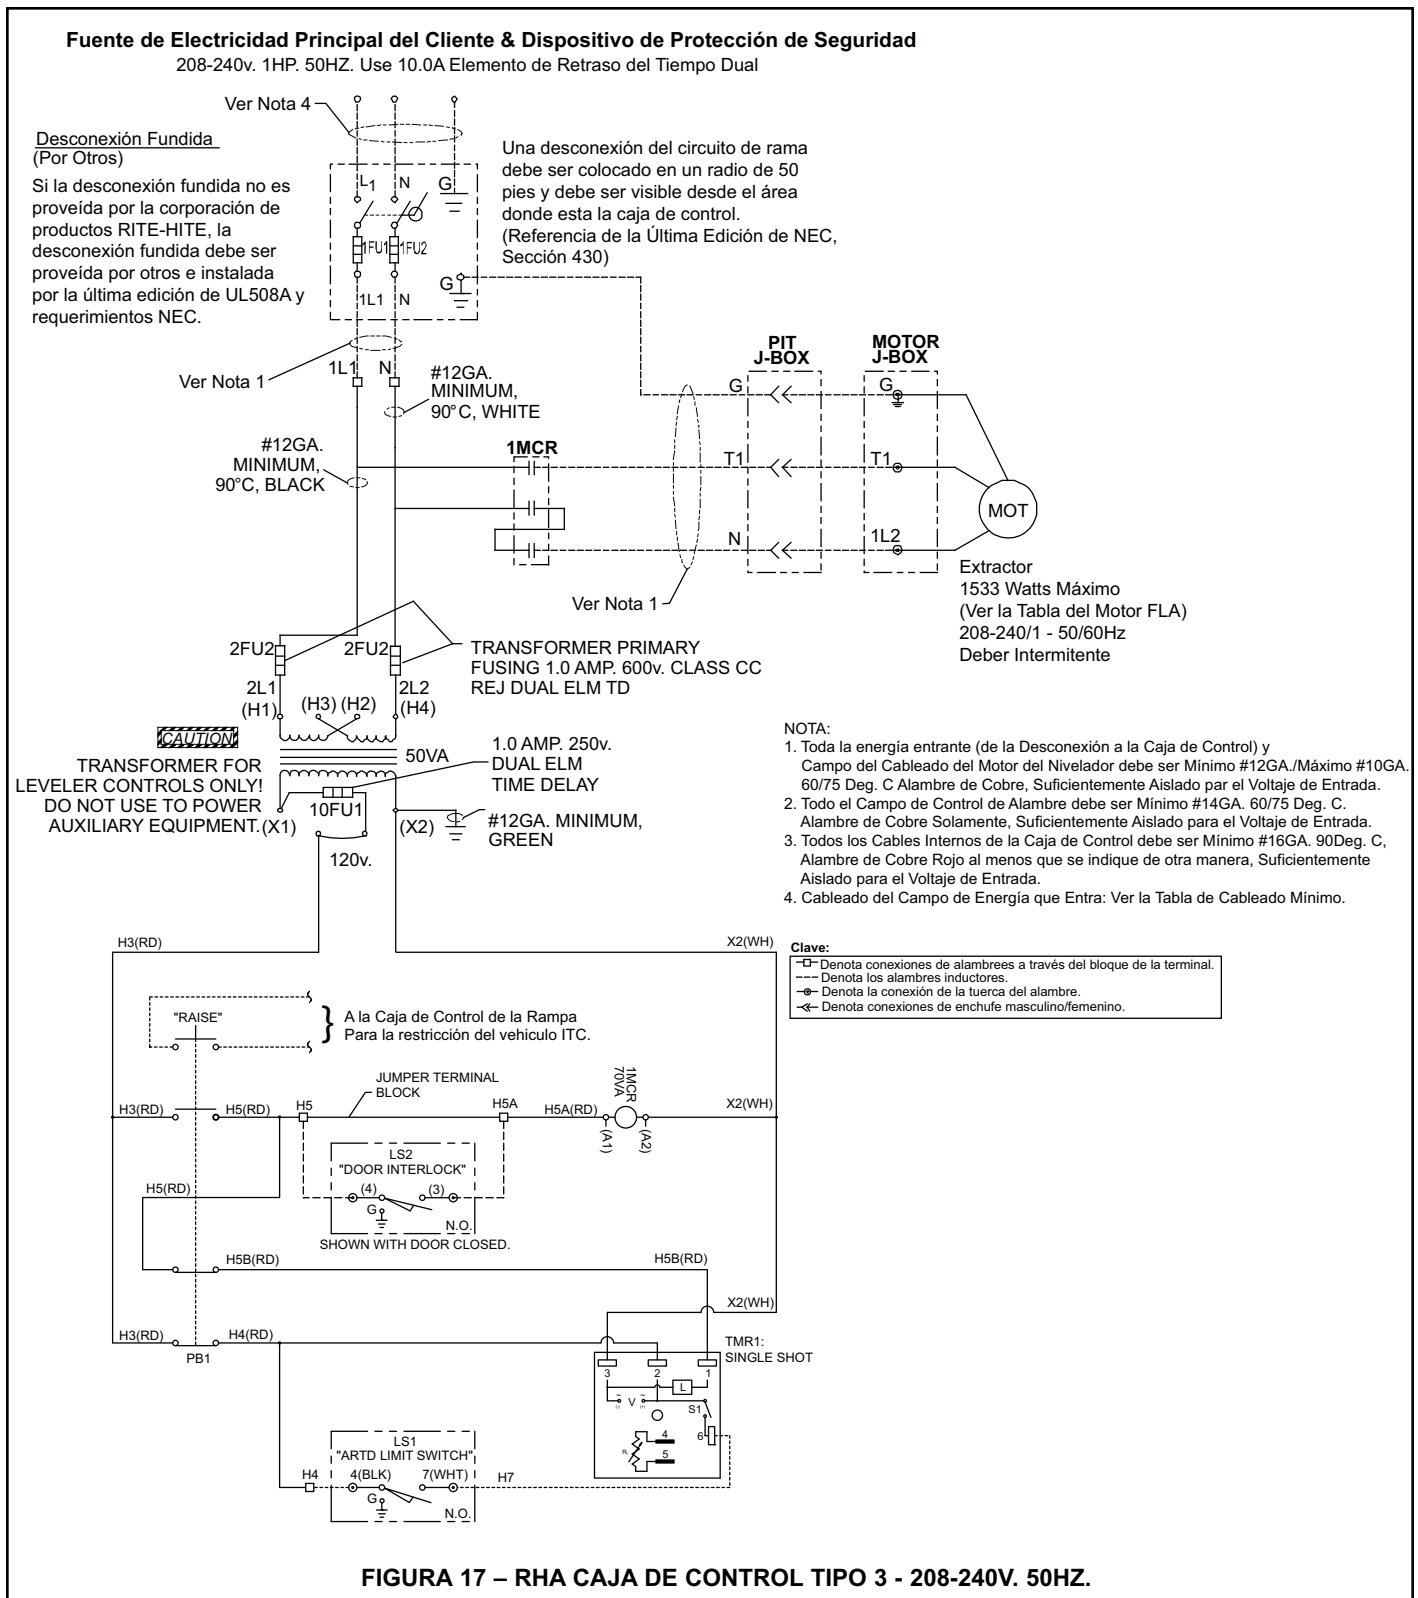 Fuente de Electricidad Principal del Cliente & Dispositivo de Protección de Seguridad
208-240v. 1HP. 50HZ. Use 10.0A Elemento de Retraso del Tiempo Dual
Ver Nota 4
Desconexión Fundida
(Por Otros)
Si la desconexión fundida no es
proveída por la corporación de
productos RITE-HITE, la
desconexión fundida debe ser
proveída por otros e instalada
por la última edición de UL508A y
requerimientos NEC.
L1 N G
1FU1 1FU2
G
1L1 N
Una desconexión del circuito de rama
debe ser colocado en un radio de 50
pies y debe ser visible desde el área
donde esta la caja de control.
(Referencia de la Última Edición de NEC,
Sección 430)
Ver Nota 1
1L1 N
#12GA.
MINIMUM,
90°C, WHITE
#12GA.
MINIMUM,
90°C, BLACK
1MCR
PIT
J-BOX
MOTOR
J-BOX
G G
T1 T1
N 1L2
MOT
Ver Nota 1
Extractor
1533 Watts Máximo
(Ver la Tabla del Motor FLA)
208-240/1 - 50/60Hz
Deber Intermitente
2FU2 2FU2
TRANSFORMER PRIMARY
FUSING 1.0 AMP. 600v. CLASS CC
REJ DUAL ELM TD
2L1 2L2
(H1) (H3) (H2) (H4)
CAUTION
TRANSFORMER FOR
LEVELER CONTROLS ONLY!
DO NOT USE TO POWER
AUXILIARY EQUIPMENT.
50VA
1.0 AMP. 250v.
DUAL ELM
TIME DELAY
10FU1
(X1) (X2)
#12GA. MINIMUM,
GREEN
120v.
NOTA:
1. Toda la energía entrante (de la Desconexión a la Caja de Control) y
Campo del Cableado del Motor del Nivelador debe ser Mínimo #12GA./Máximo #10GA.
60/75 Deg. C Alambre de Cobre, Suficientemente Aislado par el Voltaje de Entrada.
2. Todo el Campo de Control de Alambre debe ser Mínimo #14GA. 60/75 Deg. C.
Alambre de Cobre Solamente, Suficientemente Aislado para el Voltaje de Entrada.
3. Todos los Cables Internos de la Caja de Control debe ser Mínimo #16GA. 90Deg. C,
Alambre de Cobre Rojo al menos que se indique de otra manera, Suficientemente
Aislado para el Voltaje de Entrada.
4. Cableado del Campo de Energía que Entra: Ver la Tabla de Cableado Mínimo.
Clave:
Denota conexiones de alambrees a través del bloque de la terminal.
Denota los alambres inductores.
Denota la conexión de la tuerca del alambre.
Denota conexiones de enchufe masculino/femenino.
H3(RD) X2(WH)
"RAISE"
A la Caja de Control de la Rampa
Para la restricción del vehiculo ITC.
JUMPER TERMINAL
BLOCK
1MCR
70VA
H3(RD) H5(RD) H5 H5A H5A(RD) X2(WH)
(A1) (A2)
LS2
"DOOR INTERLOCK"
(4) (3)
G
N.O.
SHOWN WITH DOOR CLOSED.
H5(RD)
H5B(RD) H5B(RD)
X2(WH)
H3(RD) H4(RD)
PB1
TMR1:
SINGLE SHOT
3 2 1
L
V
S1
4
5
6
LS1
"ARTD LIMIT SWITCH"
H4 4(BLK) 7(WHT) H7
G
N.O.
FIGURA 17 – RHA CAJA DE CONTROL TIPO 3 - 208-240V. 50HZ.